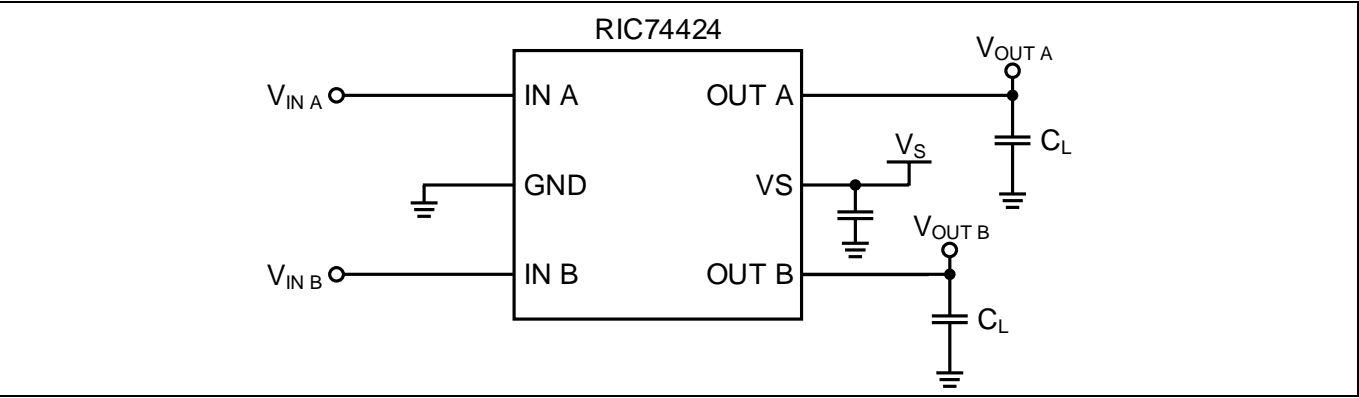 RIC74424
V_OUT A
V_IN A
IN A
OUT A
C_L
V_S
GND
VS
V_OUT B
V_IN B
IN B
OUT B
C_L